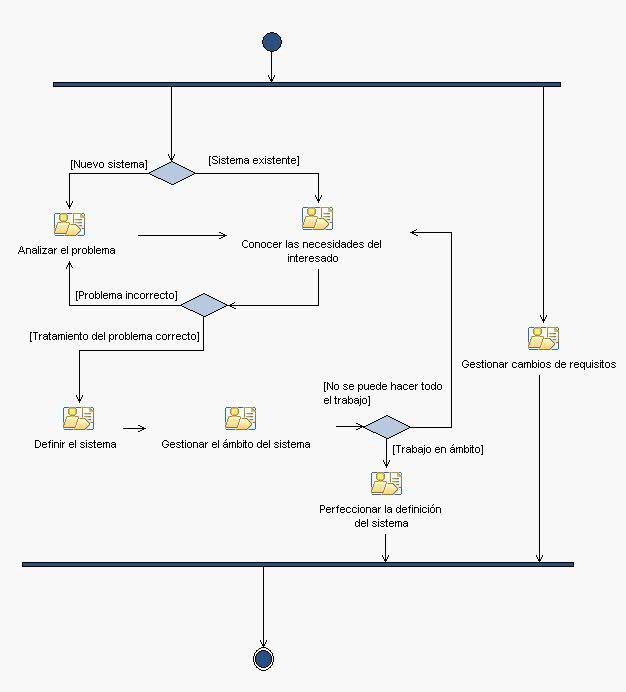 [Nuevo sistema]
[Sistema existente]
Analizar el problema
Conocer las necesidades del
interesado
[Problema incorrecto]
[Tratamiento del problema correcto]
Gestionar cambios de requisitos
[No se puede hacer todo
el trabajo]
Definir el sistema
Gestionar el ámbito del sistema
[Trabajo en ámbito]
Perfeccionar la definición
del sistema